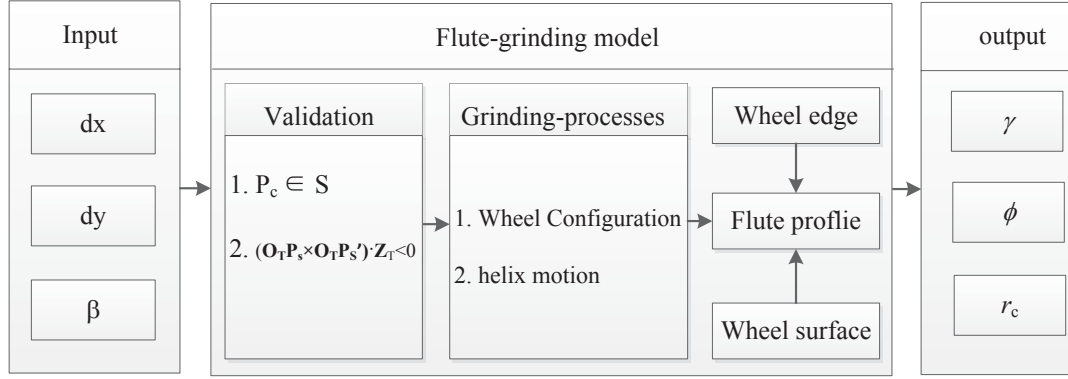 Input
dx
dy
β
Flute-grinding model
Validation
1. P_c ∈ S
2. (O_TP_s×O_TP_S')·Z_T<0
Grinding-processes
1. Wheel Configuration
2. helix motion
Wheel edge
Flute proflie
Wheel surface
output
γ
ϕ
r_c